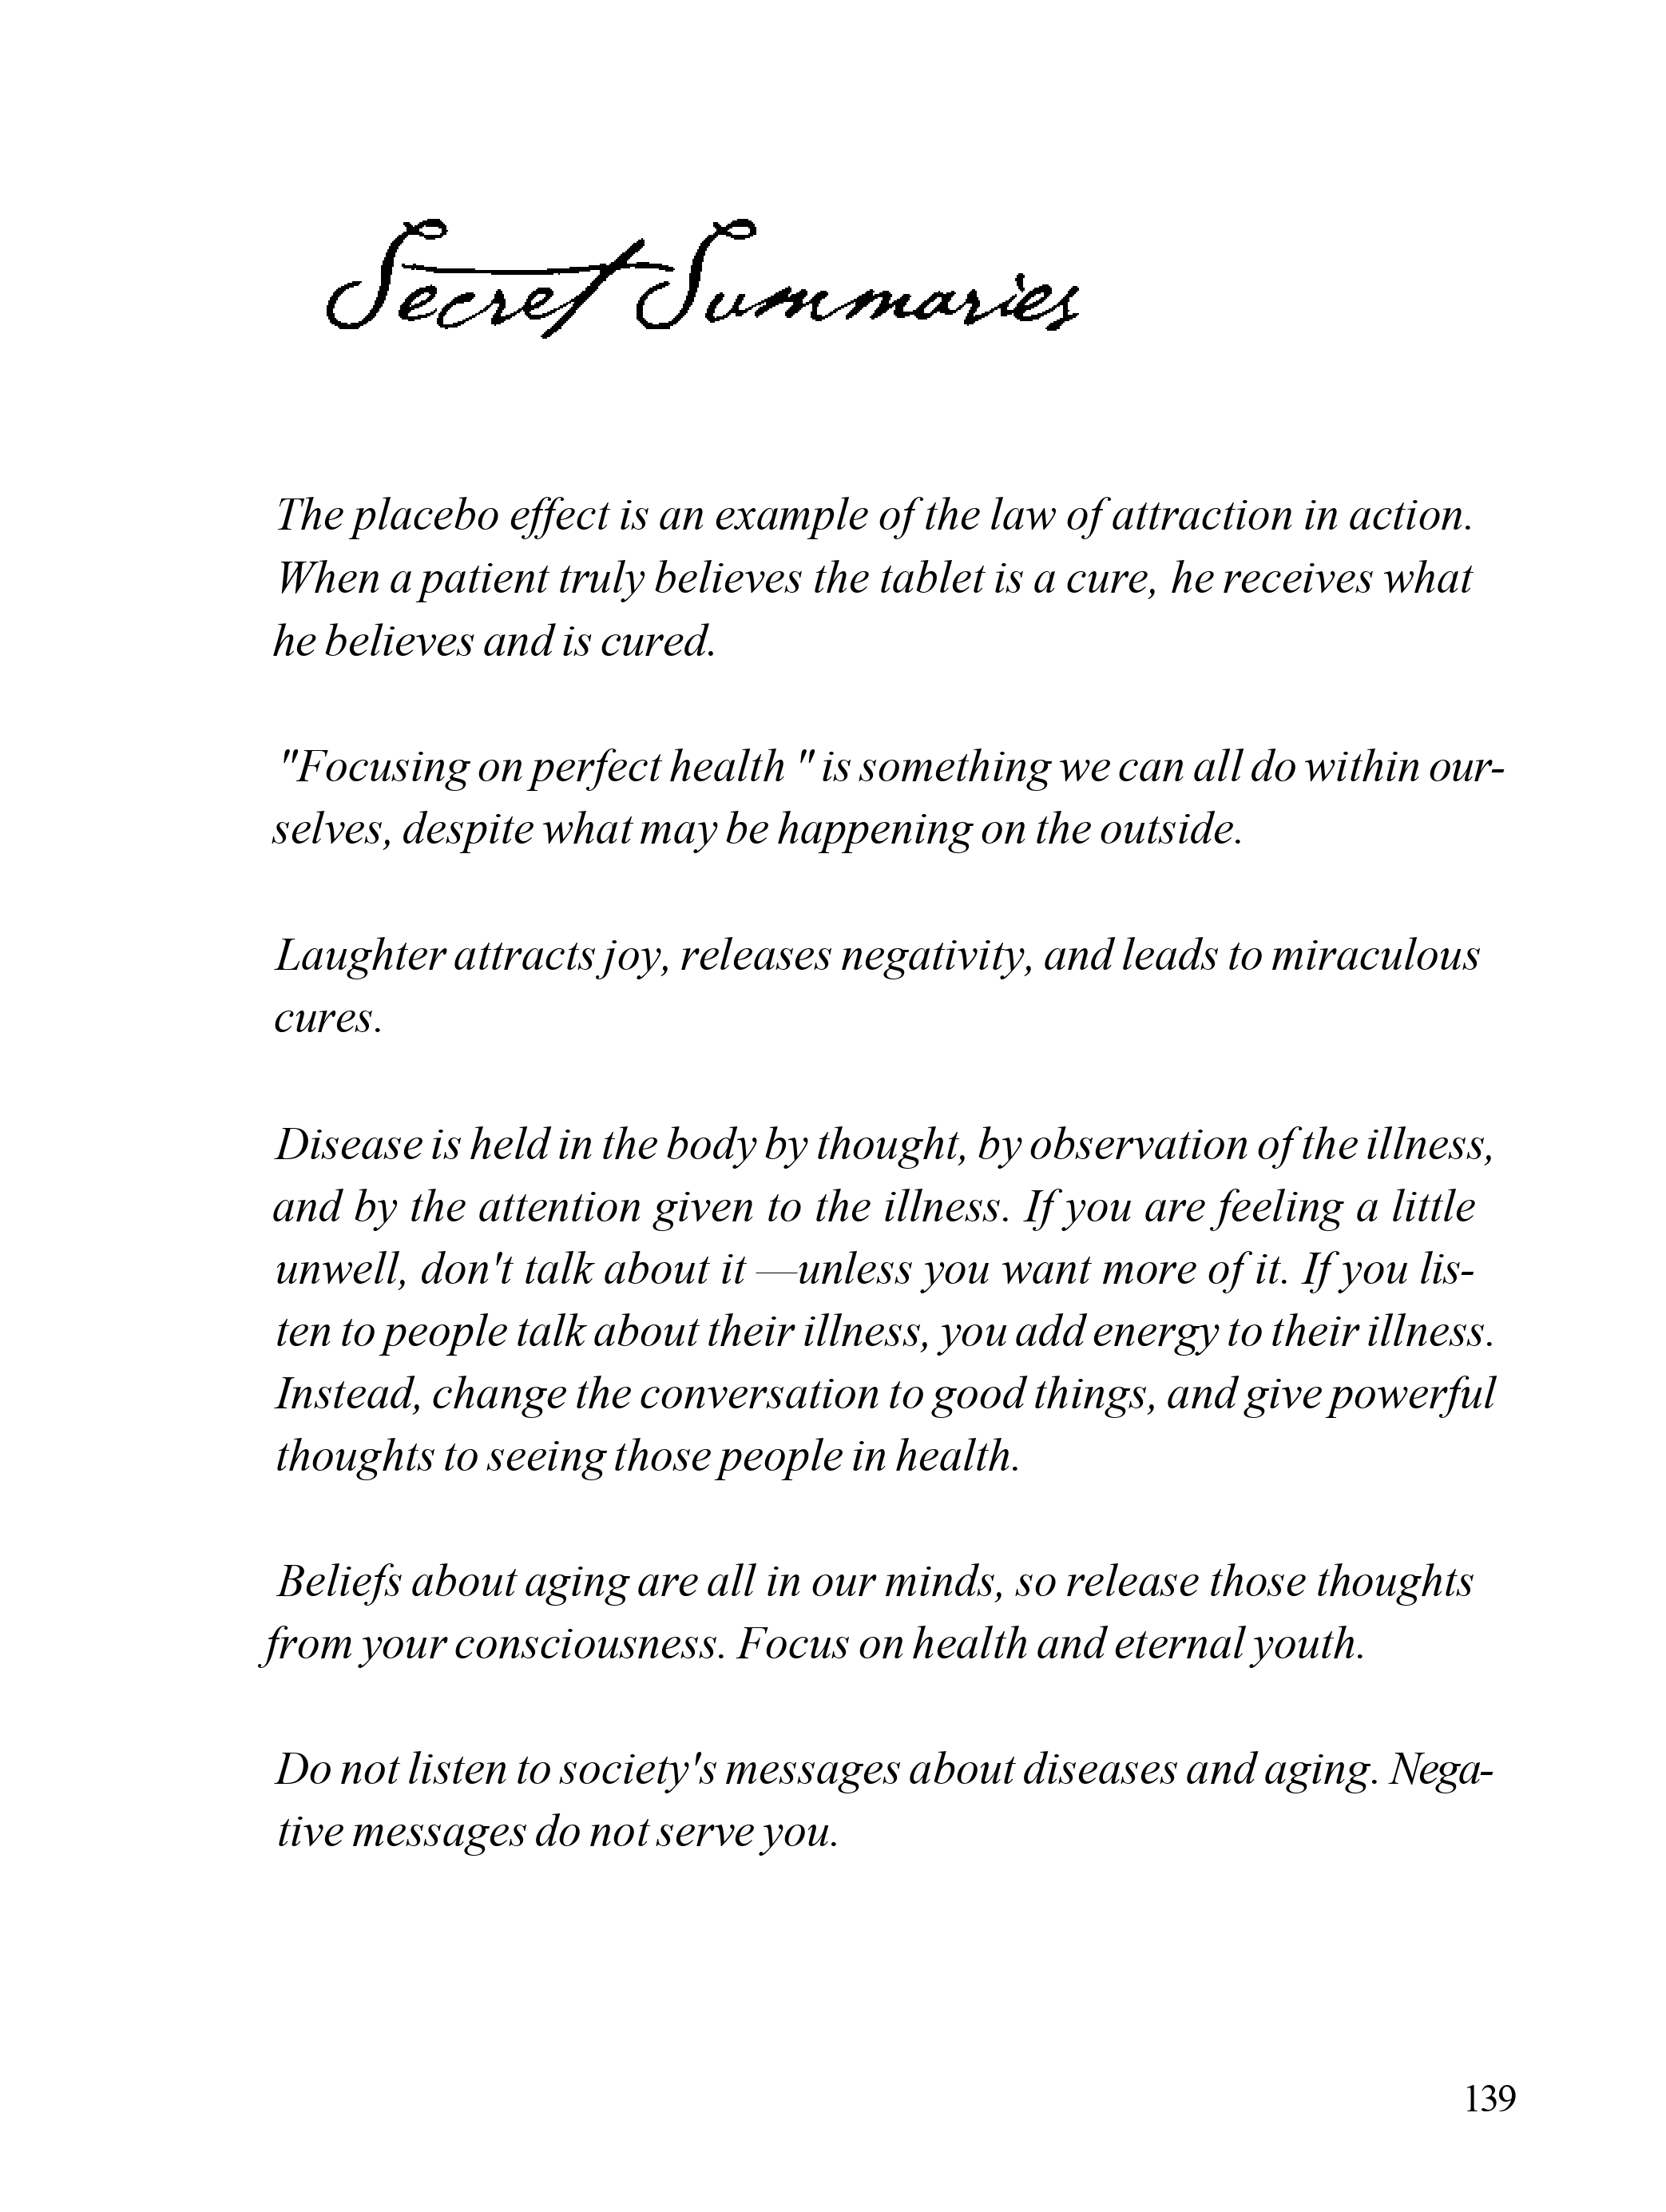 Secret Summaries
The placebo effect is an example of the law of attraction in action.
When a patient truly believes the tablet is a cure, he receives what
he believes and is cured.
"Focusing on perfect health " is something we can all do within our-
selves, despite what may be happening on the outside.
Laughter attracts joy, releases negativity, and leads to miraculous
cures.
Disease is held in the body by thought, by observation of the illness,
and by the attention given to the illness. If you are feeling a little
unwell, don't talk about it —unless you want more of it. If you lis-
ten to people talk about their illness, you add energy to their illness.
Instead, change the conversation to good things, and give powerful
thoughts to seeing those people in health.
Beliefs about aging are all in our minds, so release those thoughts
from your consciousness. Focus on health and eternal youth.
Do not listen to society's messages about diseases and aging. Nega-
tive messages do not serve you.
139